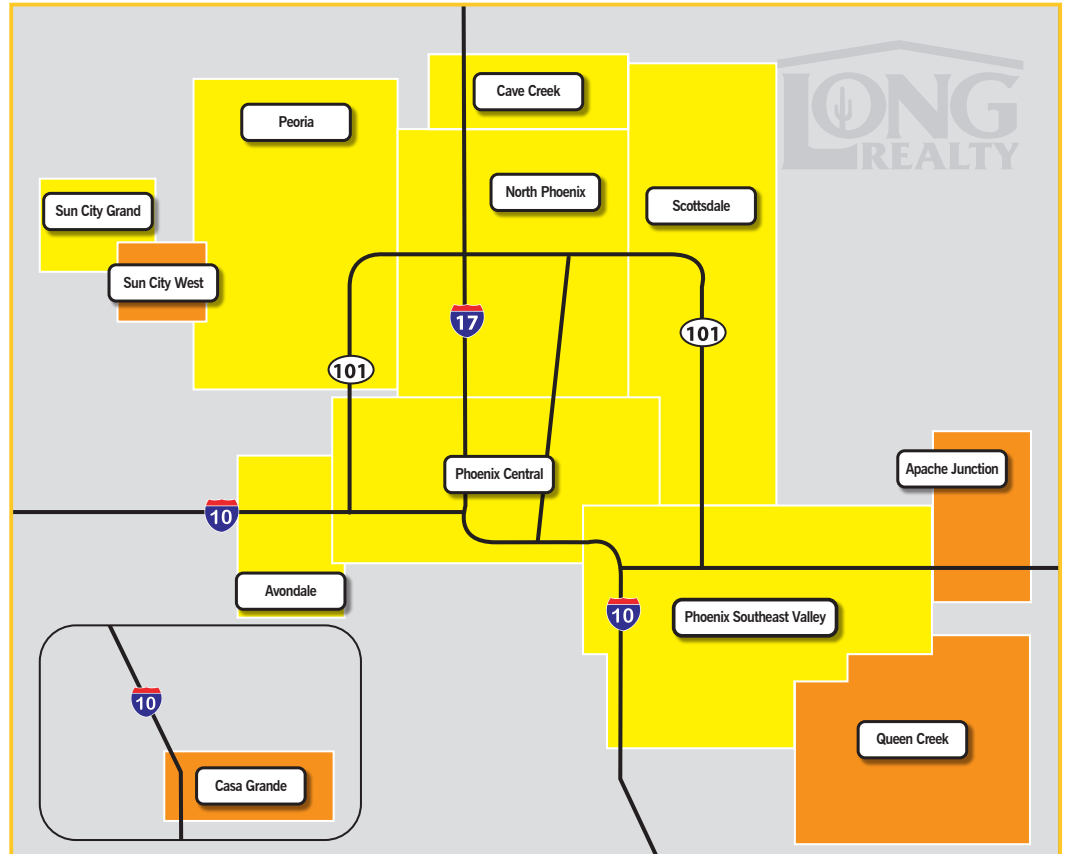 LONG
REALTY
Cave Creek
Peoria
North Phoenix
Scottsdale
Sun City Grand
Sun City West
17
101
101
Phoenix Central
Apache Junction
10
Avondale
10
Phoenix Southeast Valley
10
Queen Creek
Casa Grande